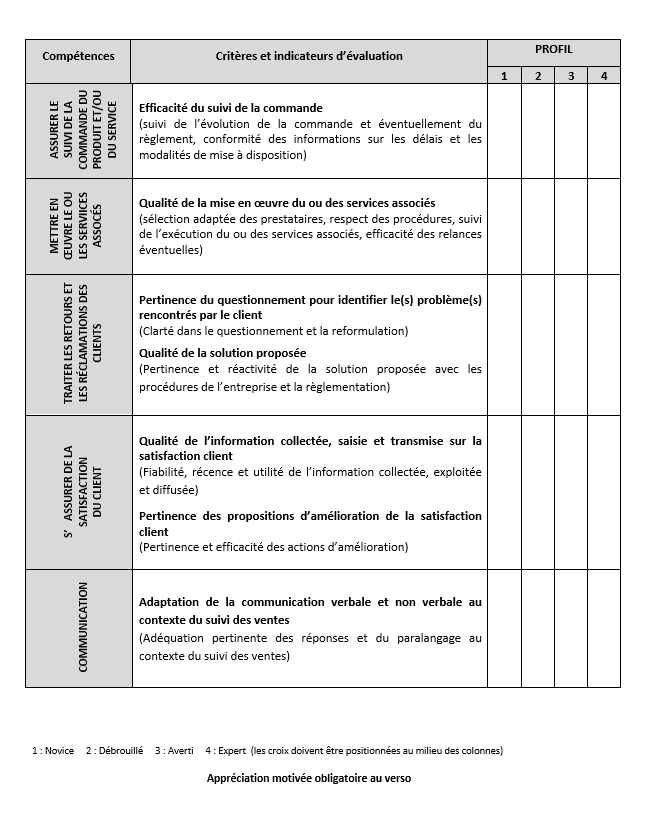 Compétences
Critères et indicateurs d'évaluation
PROFIL
1 2 3 4
ASSURER LE
SUIVI DE LA
COMMANDE DU
PRODUIT ET/OU
DU SERVICE
Efficacité du suivi de la commande
(suivi de l'évolution de la commande et éventuellement du
règlement, conformité des informations sur les délais et les
modalités de mise à disposition)
METTRE EN
ŒUVRE LE OU
LES SERVICES
ASSOCÉS
Qualité de la mise en œuvre du ou des services associés
(sélection adaptée des prestataires, respect des procédures, suivi
de l'exécution du ou des services associés, efficacité des relances
éventuelles)
TRAITER LES RETOURS ET
LES RÉCLAMATIONS DES
CLIENTS
Pertinence du questionnement pour identifier le(s) problème(s)
rencontrés par le client
(Clarté dans le questionnement et la reformulation)
Qualité de la solution proposée
(Pertinence et réactivité de la solution proposée avec les
procédures de l'entreprise et la règlementation)
S' ASSURER DE LA
SATISFACTION
DU CLIENT
Qualité de l'information collectée, saisie et transmise sur la
satisfaction client
(Fiabilité, récence et utilité de l'information collectée, exploitée
et diffusée)
Pertinence des propositions d'amélioration de la satisfaction
client
(Pertinence et efficacité des actions d'amélioration)
COMMUNICATION
Adaptation de la communication verbale et non verbale au
contexte du suivi des ventes
(Adéquation pertinente des réponses et du paralangage au
contexte du suivi des ventes)
1 : Novice 2 : Débrouillé 3 : Averti 4 : Expert (les croix doivent être positionnées au milieu des colonnes)
Appréciation motivée obligatoire au verso